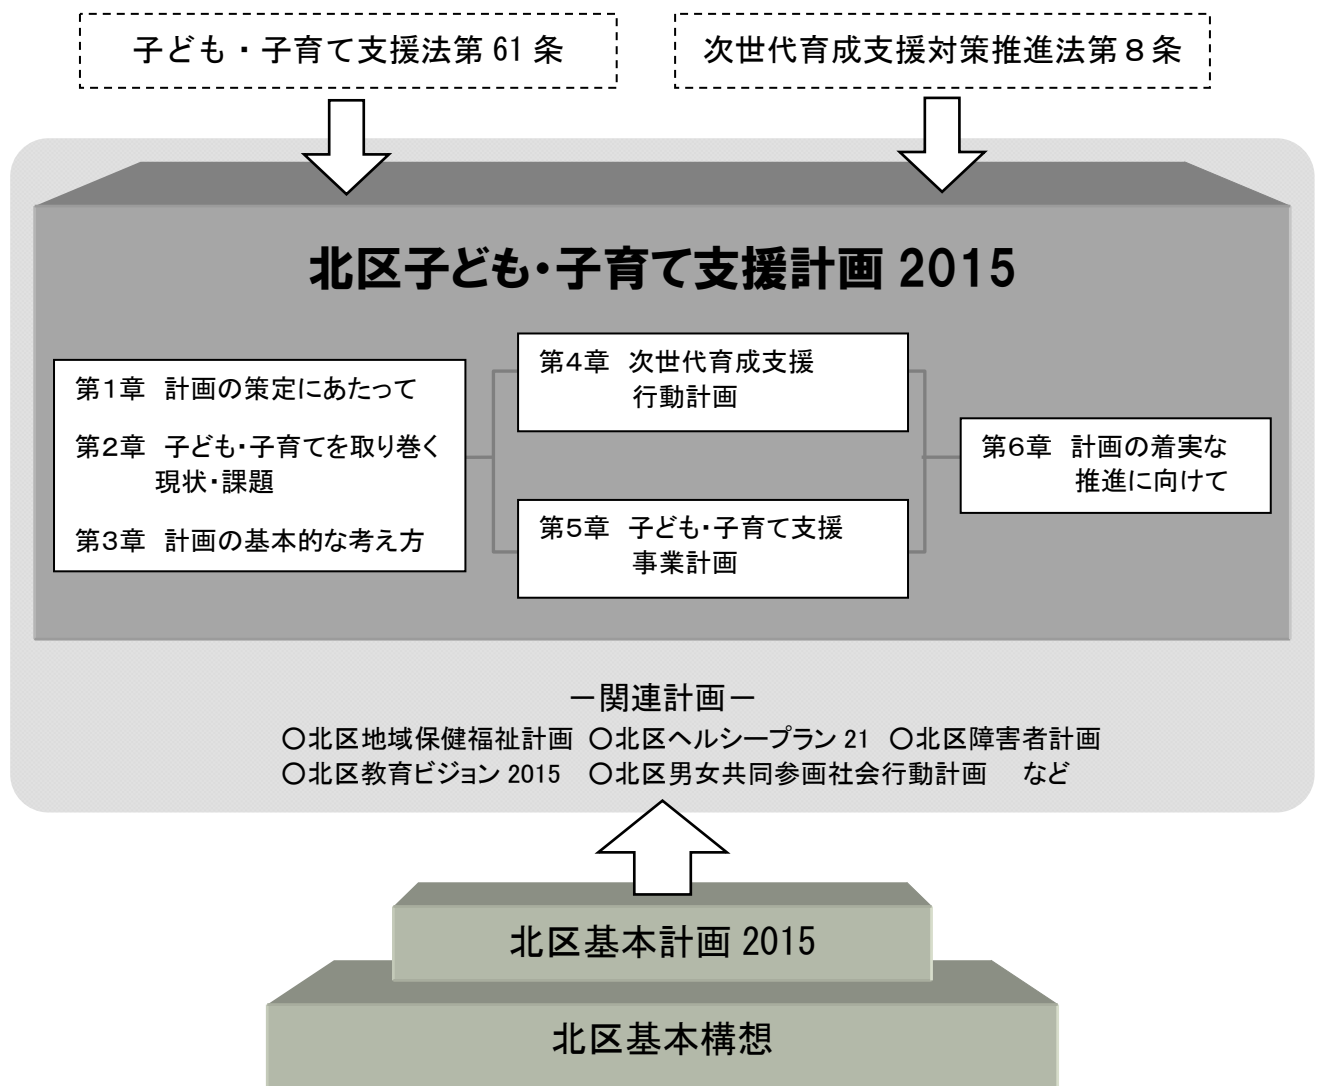 子ども・子育て支援法第 61 条
次世代育成支援対策推進法第８条
北区子ども・子育て支援計画 2015
第１章 計画の策定にあたって
第２章 子ども・子育てを取り巻く
現状・課題
第３章 計画の基本的な考え方
第４章 次世代育成支援
行動計画
第５章 子ども・子育て支援
事業計画
第６章 計画の着実な
推進に向けて
－関連計画－
○北区地域保健福祉計画 ○北区ヘルシープラン 21 ○北区障害者計画
○北区教育ビジョン 2015 ○北区男女共同参画社会行動計画 など
北区基本計画 2015
北区基本構想